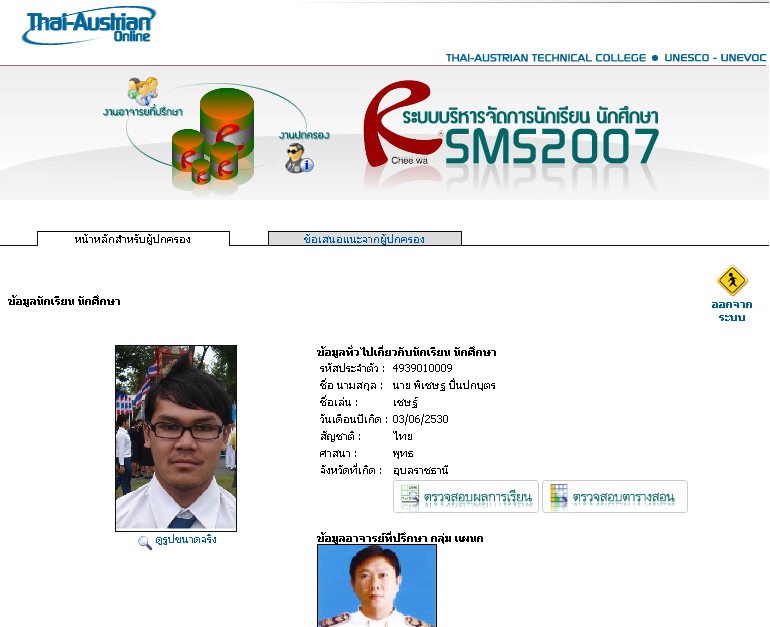 Thai-Austrian
Online
THAI-AUSTRIAN TECHNICAL COLLEGE ● UNESCO - UNEVOC
งานอาจารย์ที่ปรึกษา
งานปกครอง
ระบบบริหารจัดการนักเรียน นักศึกษา
Chee wa
SMS2007
หน้าหลักสำหรับผู้ปกครอง
ข้อเสนอแนะจากผู้ปกครอง
ออกจาก
ระบบ
ข้อมูลนักเรียน นักศึกษา
ข้อมูลทั่วไปเกี่ยวกับนักเรียน นักศึกษา
รหัสประจำตัว : 4939010009
ชื่อ นามสกุล : นาย พิเชษฐ ปิ่นปกบุตร
ชื่อเล่น : เชษฐ์
วันเดือนปีเกิด : 03/06/2530
สัญชาติ : ไทย
ศาสนา : พุทธ
จังหวัดที่เกิด : อุบลราชธานี
ตรวจสอบผลการเรียน
ตรวจสอบตารางสอน
ดูรูปขนาดจริง
ข้อมูลอาจารย์ที่ปรึกษา กลุ่ม แผนก